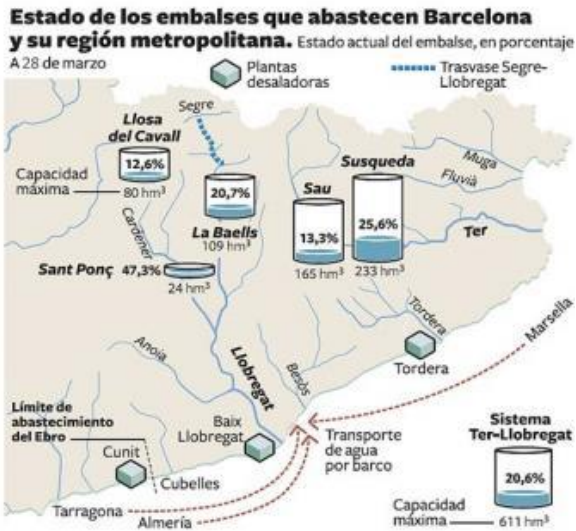 Estado de los embalses que abastecen Barcelona
y su región metropolitana. Estado actual del embalse, en porcentaje
A 28 de marzo
Plantas
desaladoras
Trasvase Segre-
Llobregat
Segre
Llosa
del Cavall
12,6%
Capacidad
máxima
80 hm³
20,7%
La Baells
109 hm³
Sau
13,3%
165 hm³
Susqueda
25,6%
233 hm³
Muga
Fluvià
Ter
Cardener
Sant Ponç 47,3%
24 hm³
Anoia
Llobregat
Besòs
Tordera
Tordera
Marsella
Límite de
abastecimiento
del Ebro
Baix
Llobregat
Cunit
Cubelles
Tarragona
Almería
Transporte
de agua
por barco
Sistema
Ter-Llobregat
20,6%
Capacidad
máxima
611 hm³